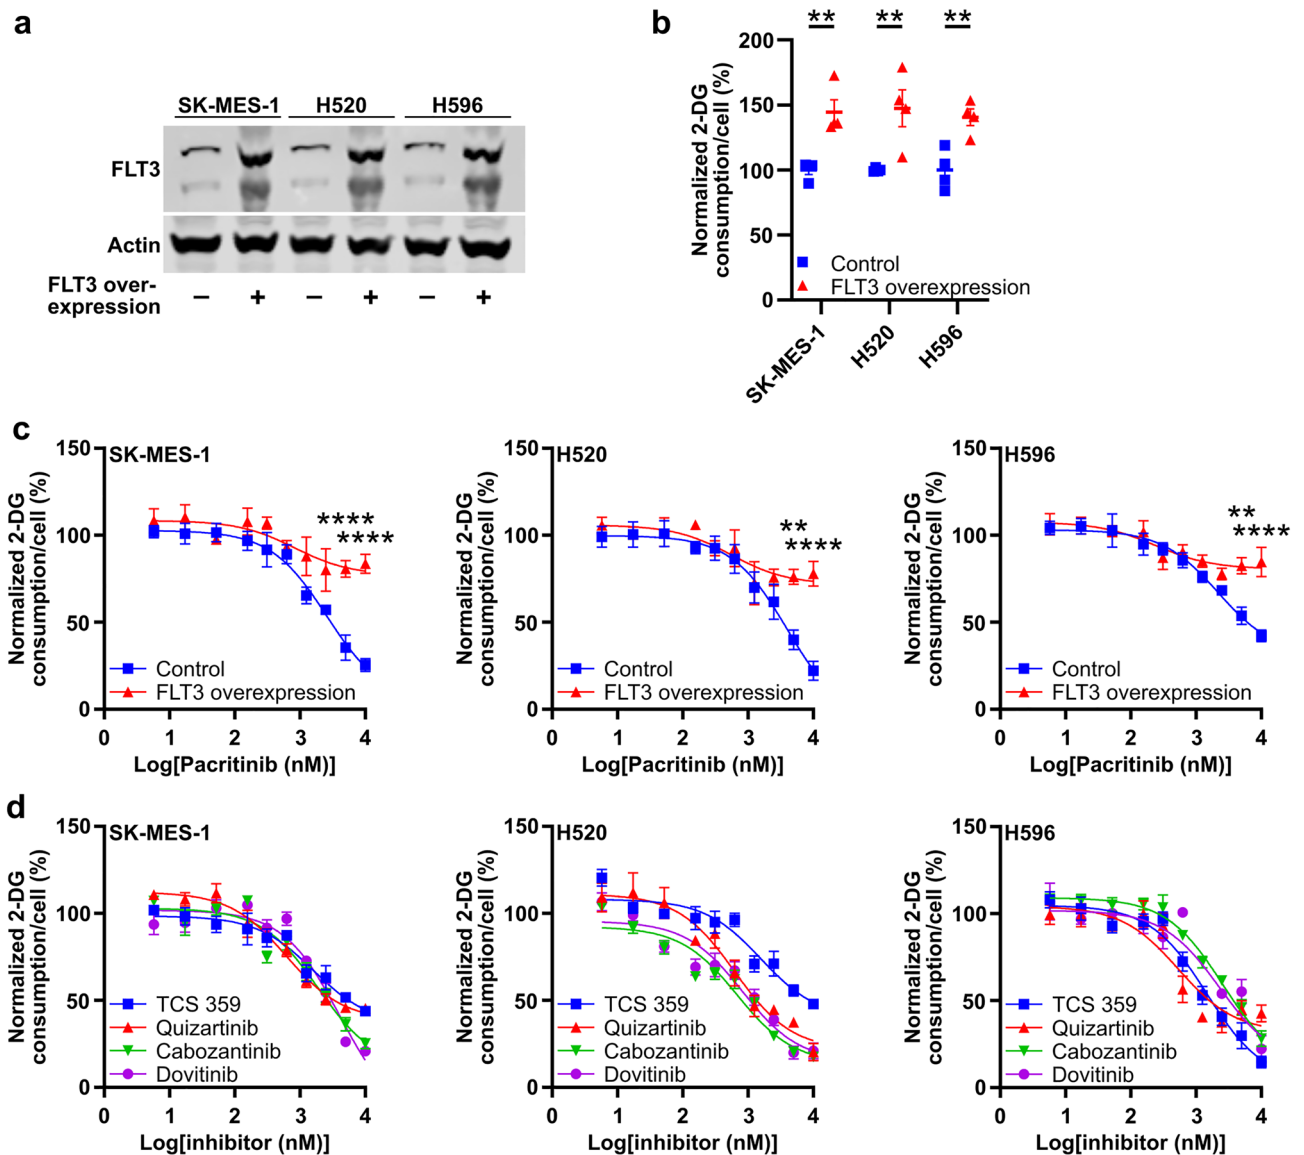 a
SK-MES-1 H520 H596
FLT3
Actin
FLT3 over-
expression
– + – + – +
b
** ** **
Normalized 2-DG
consumption/cell (%)
200
150
100
50
0
Control
FLT3 overexpression
SK-MES-1
H520
H596
c
SK-MES-1
Normalized 2-DG
consumption/cell (%)
150
100
50
0
****
****
Control
FLT3 overexpression
0 1 2 3 4
Log[Pacritinib (nM)]
H520
Normalized 2-DG
consumption/cell (%)
150
100
50
0
**
****
Control
FLT3 overexpression
0 1 2 3 4
Log[Pacritinib (nM)]
H596
Normalized 2-DG
consumption/cell (%)
150
100
50
0
**
****
Control
FLT3 overexpression
0 1 2 3 4
Log[Pacritinib (nM)]
d
SK-MES-1
Normalized 2-DG
consumption/cell (%)
150
100
50
0
TCS 359
Quizartinib
Cabozantinib
Dovitinib
0 1 2 3 4
Log[inhibitor (nM)]
H520
Normalized 2-DG
consumption/cell (%)
150
100
50
0
TCS 359
Quizartinib
Cabozantinib
Dovitinib
0 1 2 3 4
Log[inhibitor (nM)]
H596
Normalized 2-DG
consumption/cell (%)
150
100
50
0
TCS 359
Quizartinib
Cabozantinib
Dovitinib
0 1 2 3 4
Log[inhibitor (nM)]